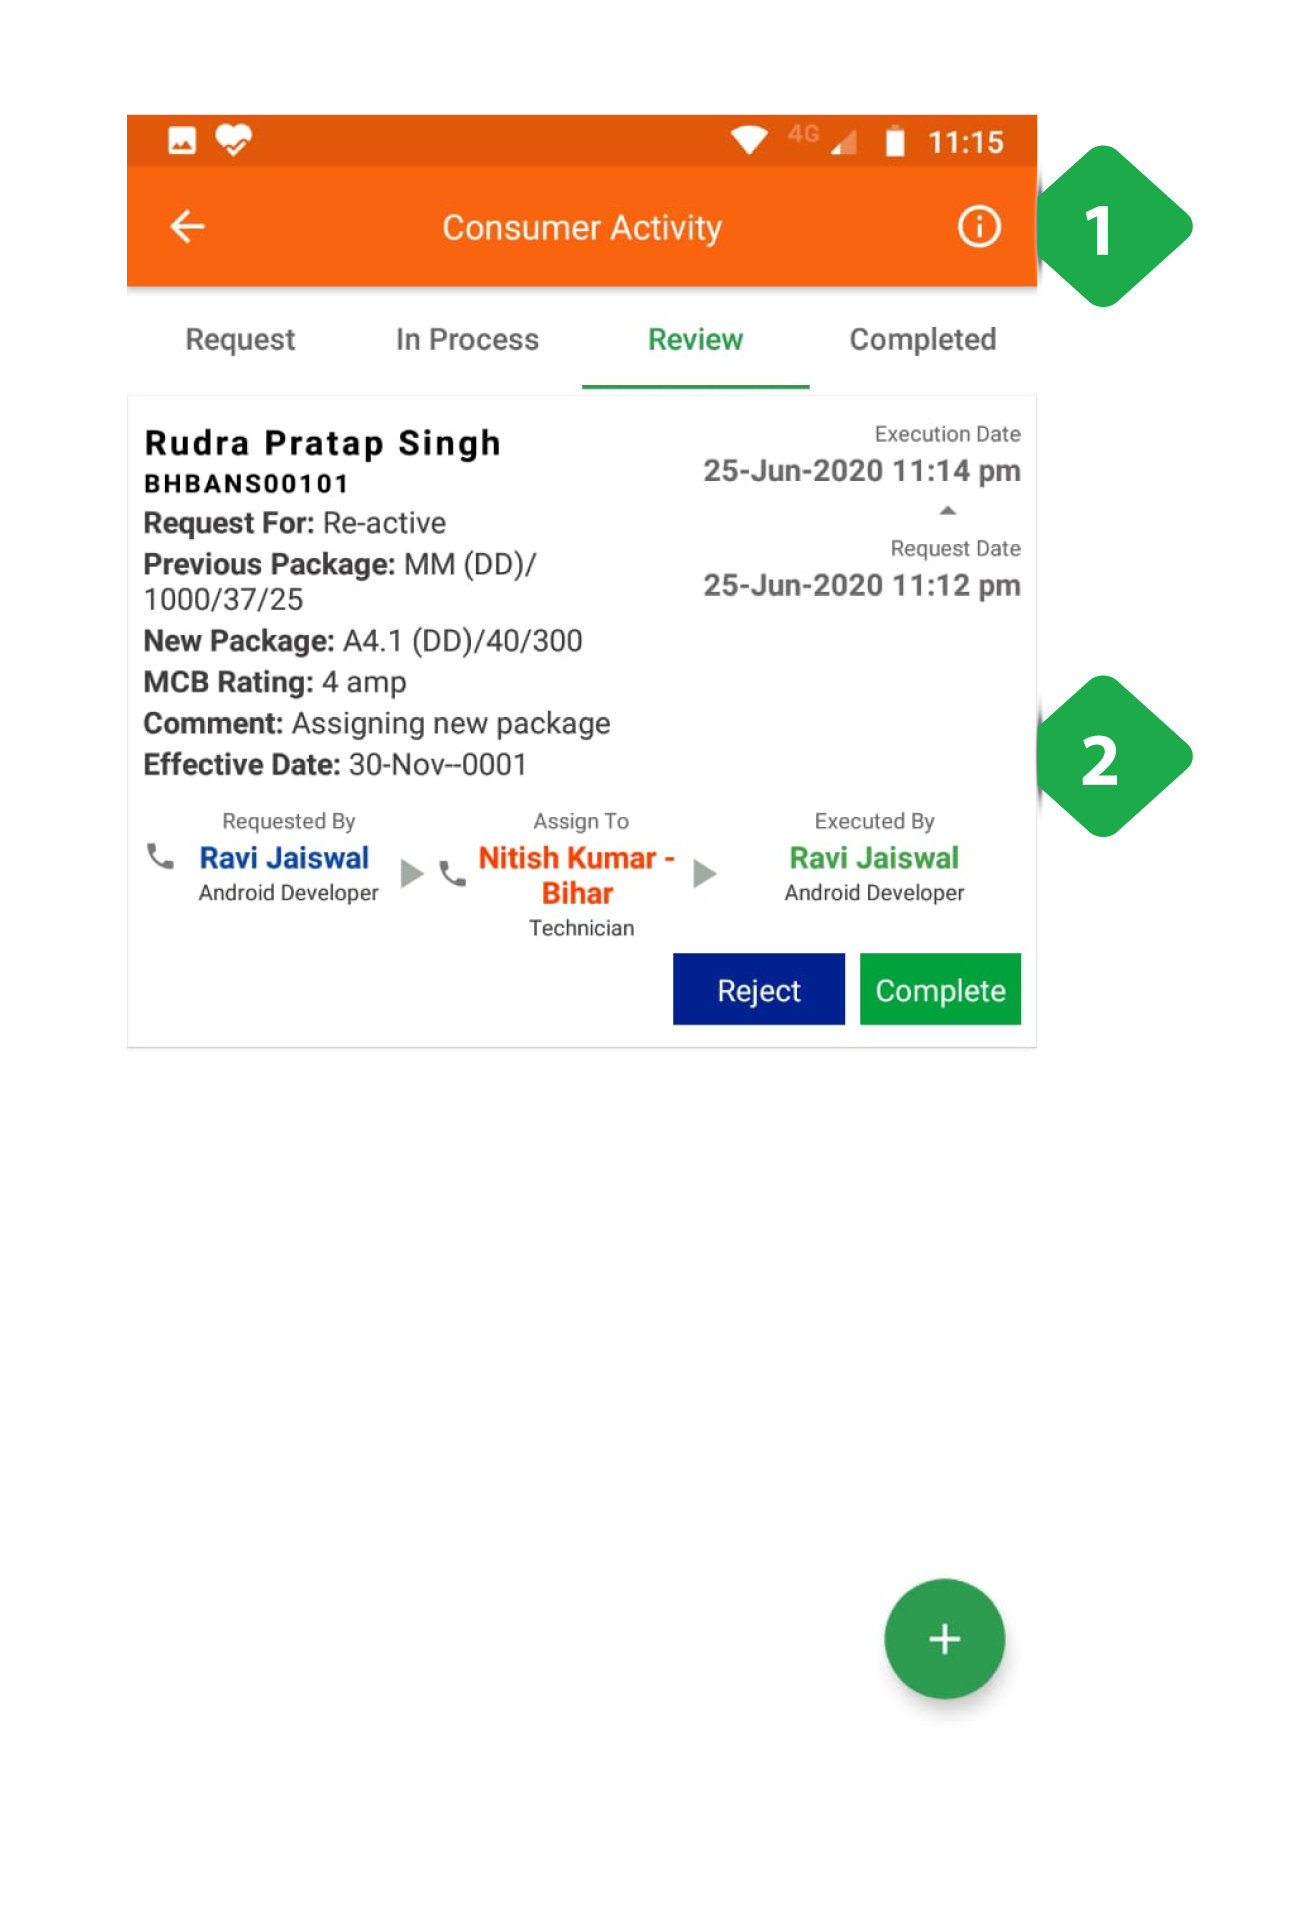 4G 11:15
Consumer Activity
1
Request In Process Review Completed
Rudra Pratap Singh
BHBANS00101
Request For: Re-active
Previous Package: MM (DD)/
1000/37/25
New Package: A4.1 (DD)/40/300
MCB Rating: 4 amp
Comment: Assigning new package
Effective Date: 30-Nov--0001
Execution Date
25-Jun-2020 11:14 pm
Request Date
25-Jun-2020 11:12 pm
2
Requested By
Ravi Jaiswal
Android Developer
Assign To
Nitish Kumar -
Bihar
Technician
Executed By
Ravi Jaiswal
Android Developer
Reject Complete
+